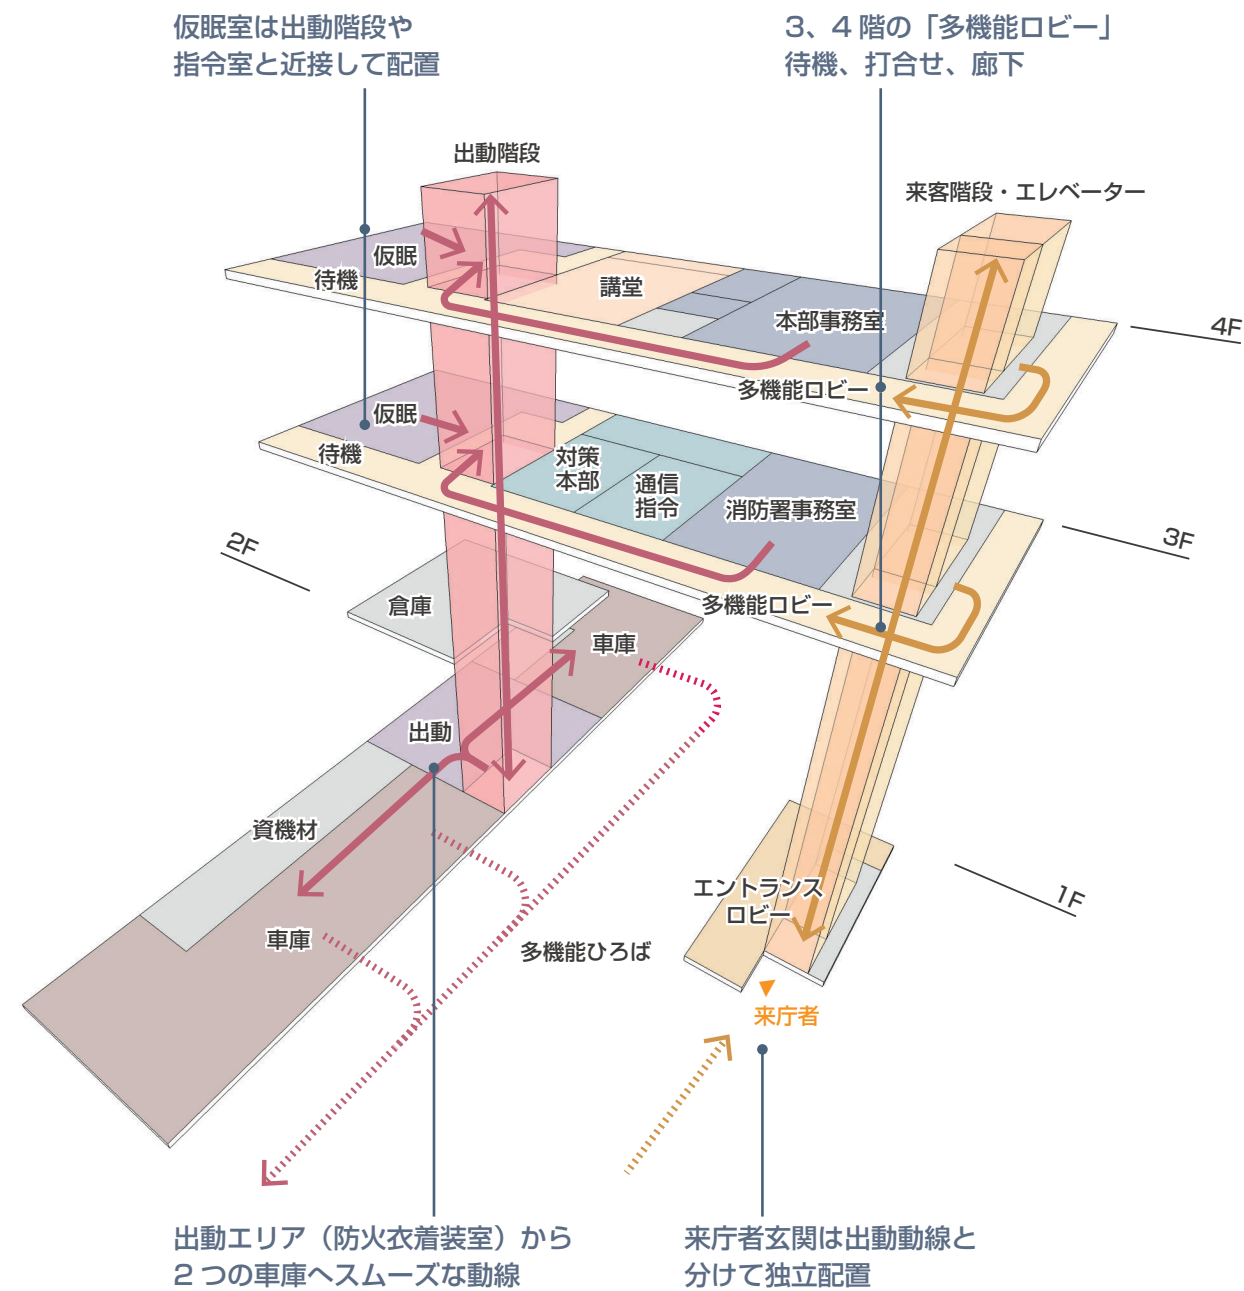 仮眠室は出動階段や
指令室と近接して配置
3、4階の「多機能ロビー」
待機、打合せ、廊下
出動階段
来客階段・エレベーター
仮眠
待機
講堂
本部事務室
4F
多機能ロビー
仮眠
待機
対策
本部
通信
指令
消防署事務室
3F
2F
多機能ロビー
倉庫
車庫
出動
資機材
車庫
エントランス
ロビー
1F
多機能ひろば
来庁者
出動エリア（防火衣着装室）から
2つの車庫へスムーズな動線
来庁者玄関は出動動線と
分けて独立配置